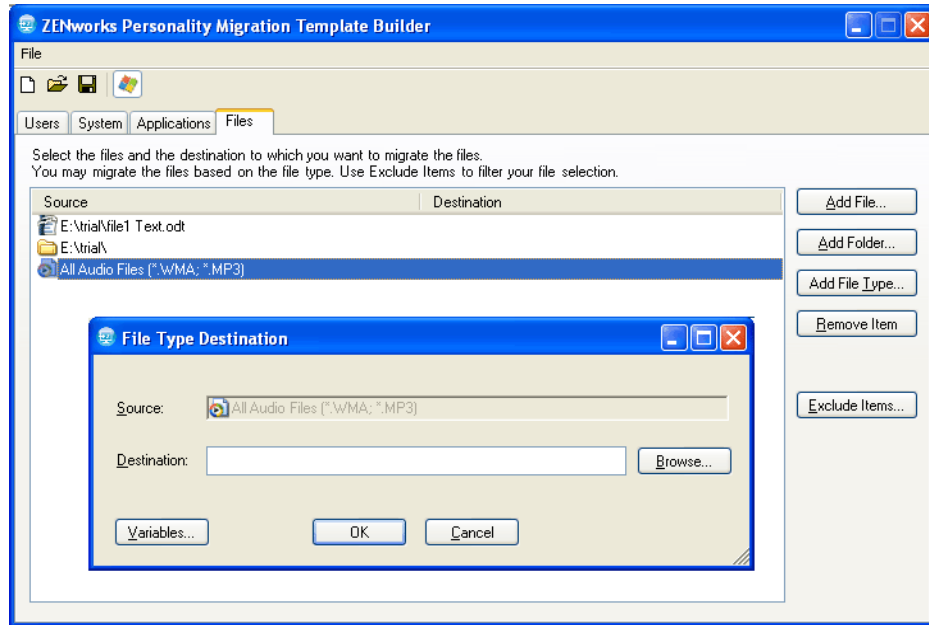 ZENworks Personality Migration Template Builder
File
Users System Applications Files
Select the files and the destination to which you want to migrate the files.
You may migrate the files based on the file type. Use Exclude Items to filter your file selection.
Source Destination
E:\trial\file1 Text.odt
E:\trial\
All Audio Files (*.WMA; *.MP3)
Add File...
Add Folder...
Add File Type...
Remove Item
Exclude Items...
File Type Destination
Source: All Audio Files (*.WMA; *.MP3)
Destination: Browse...
Variables... OK Cancel